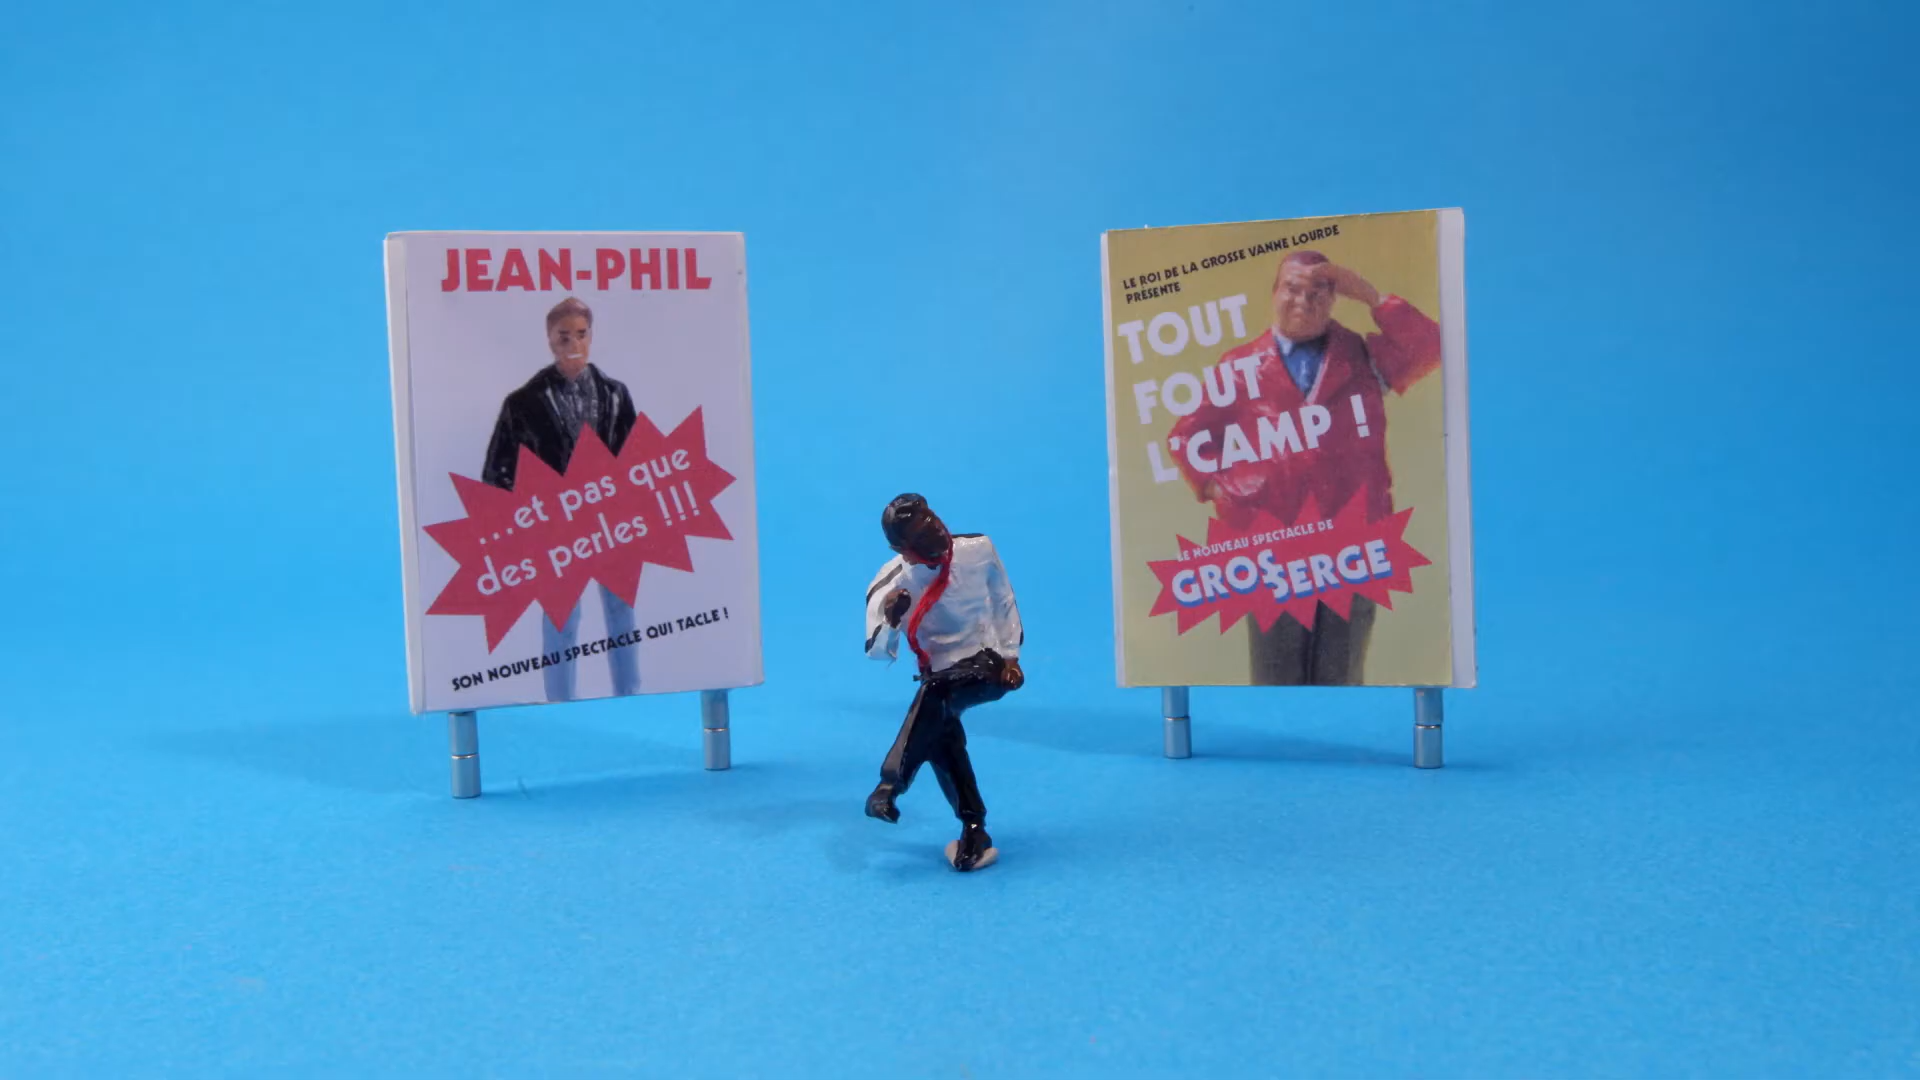 JEAN-PHIL
...et pas que
des perles !!!
SON NOUVEAU SPECTACLE QUI TACLE !
LE ROI DE LA GROSSE VANNE LOURDE
PRÉSENTE
TOUT
FOUT
L'CAMP !
LE NOUVEAU SPECTACLE DE
GROS SERGE